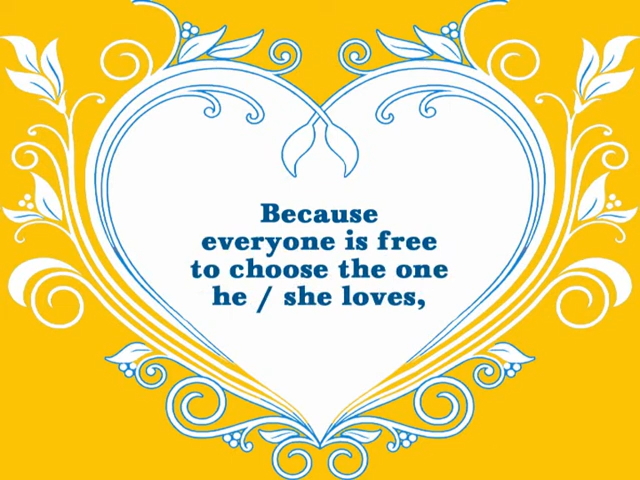 Because
everyone is free
to choose the one
he / she loves,